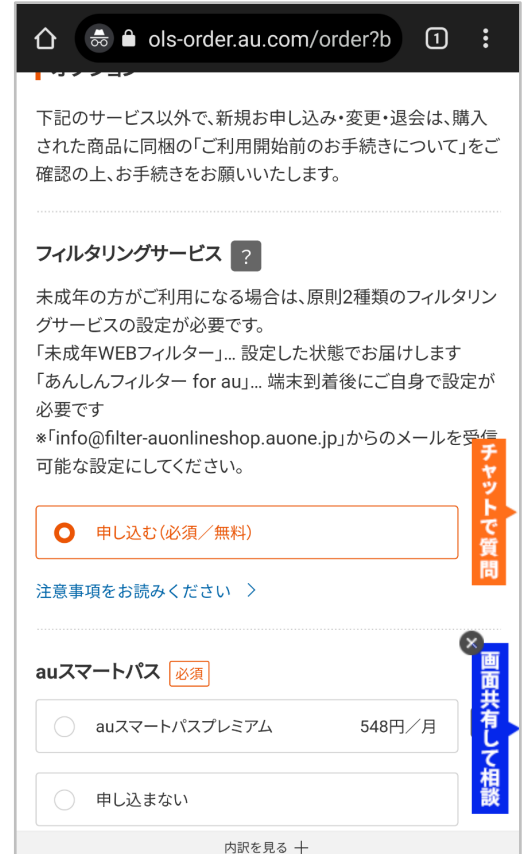 ols-order.au.com/order?b
1
オプション
下記のサービス以外で、新規お申し込み・変更・退会は、購入
された商品に同梱の「ご利用開始前のお手続きについて」をご
確認の上、お手続きをお願いいたします。
フィルタリングサービス ?
未成年の方がご利用になる場合は、原則2種類のフィルタリン
グサービスの設定が必要です。
「未成年WEBフィルター」... 設定した状態でお届けします
「あんしんフィルター for au」... 端末到着後にご自身で設定が
必要です
※「info@filter-auonlineshop.auone.jp」からのメールを受信
可能な設定にしてください。
チャットで質問
申し込む（必須／無料）
注意事項をお読みください
auスマートパス 必須
画面共有して相談
auスマートパスプレミアム 548円／月
申し込まない
内訳を見る ＋